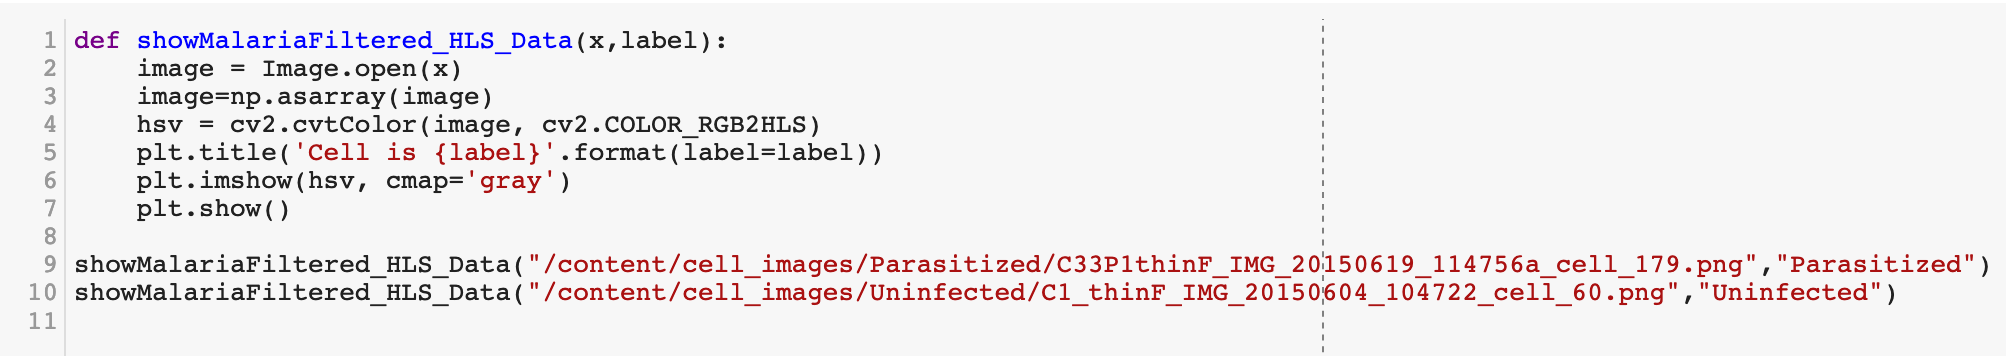 1 def showMalariaFiltered_HLS_Data(x,label):
2     image = Image.open(x)
3     image=np.asarray(image)
4     hsv = cv2.cvtColor(image, cv2.COLOR_RGB2HLS)
5     plt.title('Cell is {label}'.format(label=label))
6     plt.imshow(hsv, cmap='gray')
7     plt.show()
8
9 showMalariaFiltered_HLS_Data("/content/cell_images/Parasitized/C33P1thinF_IMG_20150619_114756a_cell_179.png","Parasitized")
10 showMalariaFiltered_HLS_Data("/content/cell_images/Uninfected/C1_thinF_IMG_20150604_104722_cell_60.png","Uninfected")
11